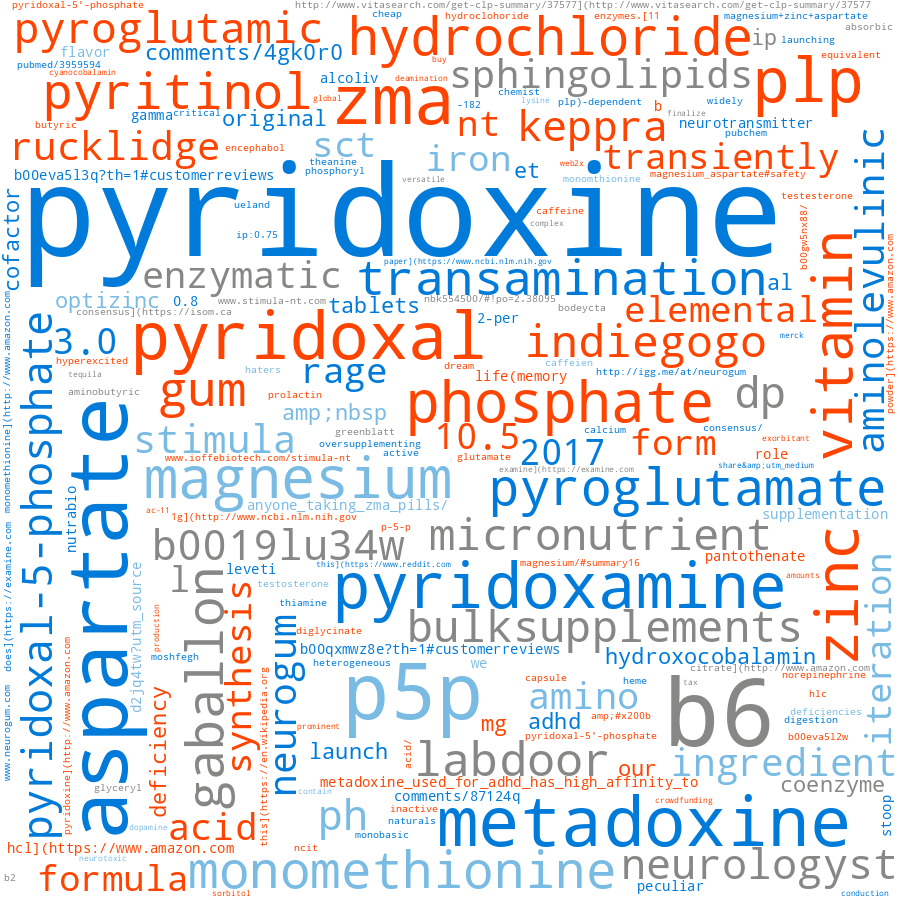 pyridoxal-5’-phosphate
http://www.vitasearch.com/get-clp-summary/37577](http://www.vitasearch.com/get-clp-summary/37577
pyroglutamic
cheap
hydroclohoride
enzymes.[11
magnesium+zinc+aspartate
absorbic
hydrochloride
ip
launching
flavor
comments/4gk0r0
equivalent
pubmed/3959594
buy
sphingolipids
plp
cyanocobalamin
alcoliv
deamination
pyritinol
zma
chemist
global
lysine
plp)-dependent
b
widely
-182
gamma
critical
original
nt
keppra
finalize
neurotransmitter
butyric
pubchem
rucklidge
encephabol
sct
iron
transiently
aminolevulinic
theanine
et
web2x
b00eva5l3q?th=1#customerreviews
phosphoryl
versatile
monomthionine
magnesium_aspartate#safety
cofactor
pyridoxine
ueland
caffeine
testosterone
b00gw5nx88/
complex
ip:0.75
enzymatic
paper](https://www.ncbi.nlm.nih.gov
transamination
al
vitamin
powder](https://www.amazon.com
optizinc
0.8
www.stimula-nt.com
tablets
nbk554500/#!po=2.38095
bodeycta
elemental
consensus](https://isom.ca
2-per
3.0
pyridoxal
indiegogo
merck
hyperexcited
tequila
haters
rage
dream
caffeien
http://igg.me/at/neurogum
aminobutyric
gum
prolactin
life(memory
phosphate
dp
amp;nbsp
greenblatt
10.5
calcium
consensus/
stimula
oversupplementing
active
2017
form
exorbitant
role
www.ioffebiotech.com/stimula-nt
glutamate
share&amp;utm_medium
magnesium
examine](https://examine.com
pyroglutamate
nutrabio
anyone_taking_zma_pills/
ac-11
1g](http://www.ncbi.nlm.nih.gov
supplementation
p-5-p
micronutrient
b0019lu34w
pantothenate
zinc
pyridoxal-5-phosphate
aspartate
does](https://examine.com
monomethionine](http://www.amazon.com
www.neurogum.com
pyridoxine](http://www.amazon.com
this](https://www.reddit.com
magnesium/#summary16
l
leveti
testosterone
pyridoxamine
amounts
d2jq4tw?utm_source
gaballon
synthesis
thiamine
bulksupplements
iteration
production
diglycinate
neurogum
moshfegh
b00qxmwz8e?th=1#customerreviews
hydroxocobalamin
heterogeneous
we
citrate](http://www.amazon.com
p5p
capsule
heme
b6
tax
norepinephrine
amino
hlc
this](https://en.wikipedia.org
prominent
mg
adhd
amp;#x200b
deficiencies
digestion
deficiency
pyridoxal-5'-phosphate
b00eva5l2w
launch
acid/
labdoor
our
ingredient
metadoxine_used_for_adhd_has_high_affinity_to
glyceryl
contain
comments/87124q
crowdfunding
coenzyme
acid
ph
inactive
naturals
metadoxine
stoop
dopamine
monobasic
hcl](https://www.amazon.com
ncit
neurotoxic
b2
formula
monomethionine
neurologyst
peculiar
sorbitol
conduction